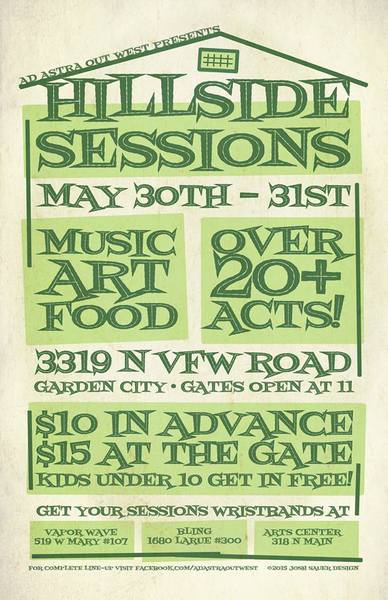 AD ASTRA OUT WEST PRESENTS
HILLSIDE
SESSIONS
MAY 30TH - 31ST
MUSIC
ART
FOOD
OVER
20+
ACTS!
3319 N VFW ROAD
GARDEN CITY • GATES OPEN AT 11
$10 IN ADVANCE
$15 AT THE GATE
KIDS UNDER 10 GET IN FREE!
GET YOUR SESSIONS WRISTBANDS AT
VAPOR WAVE
519 W MARY #107
BLING
1680 LARUE #300
ARTS CENTER
318 N MAIN
FOR COMPLETE LINE-UP VISIT FACEBOOK.COM/ADASTRAOUTWEST ©2015 JOSH SAUER DESIGN